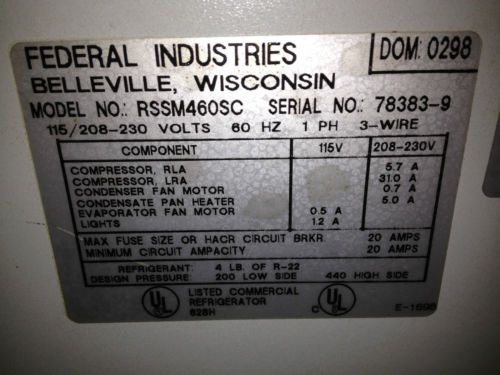 FEDERAL INDUSTRIES DOM: 0298
BELLEVILLE, WISCONSIN
MODEL NO.: RSSM460SC SERIAL NO.: 78383-9
115/208-230 VOLTS 60 HZ 1 PH 3-WIRE
COMPONENT 115V 208-230V
COMPRESSOR, RLA 5.7 A
COMPRESSOR, LRA 31.0 A
CONDENSER FAN MOTOR 0.7 A
CONDENSATE PAN HEATER 5.0 A
EVAPORATOR FAN MOTOR 0.5 A
LIGHTS 1.2 A
MAX FUSE SIZE OR HACR CIRCUIT BRKR. 20 AMPS
MINIMUM CIRCUIT AMPACITY 20 AMPS
REFRIGERANT: 4 LB. OF R-22
DESIGN PRESSURE: 200 LOW SIDE 440 HIGH SIDE
UL LISTED COMMERCIAL C UL
REFRIGERATOR
828H E-1696